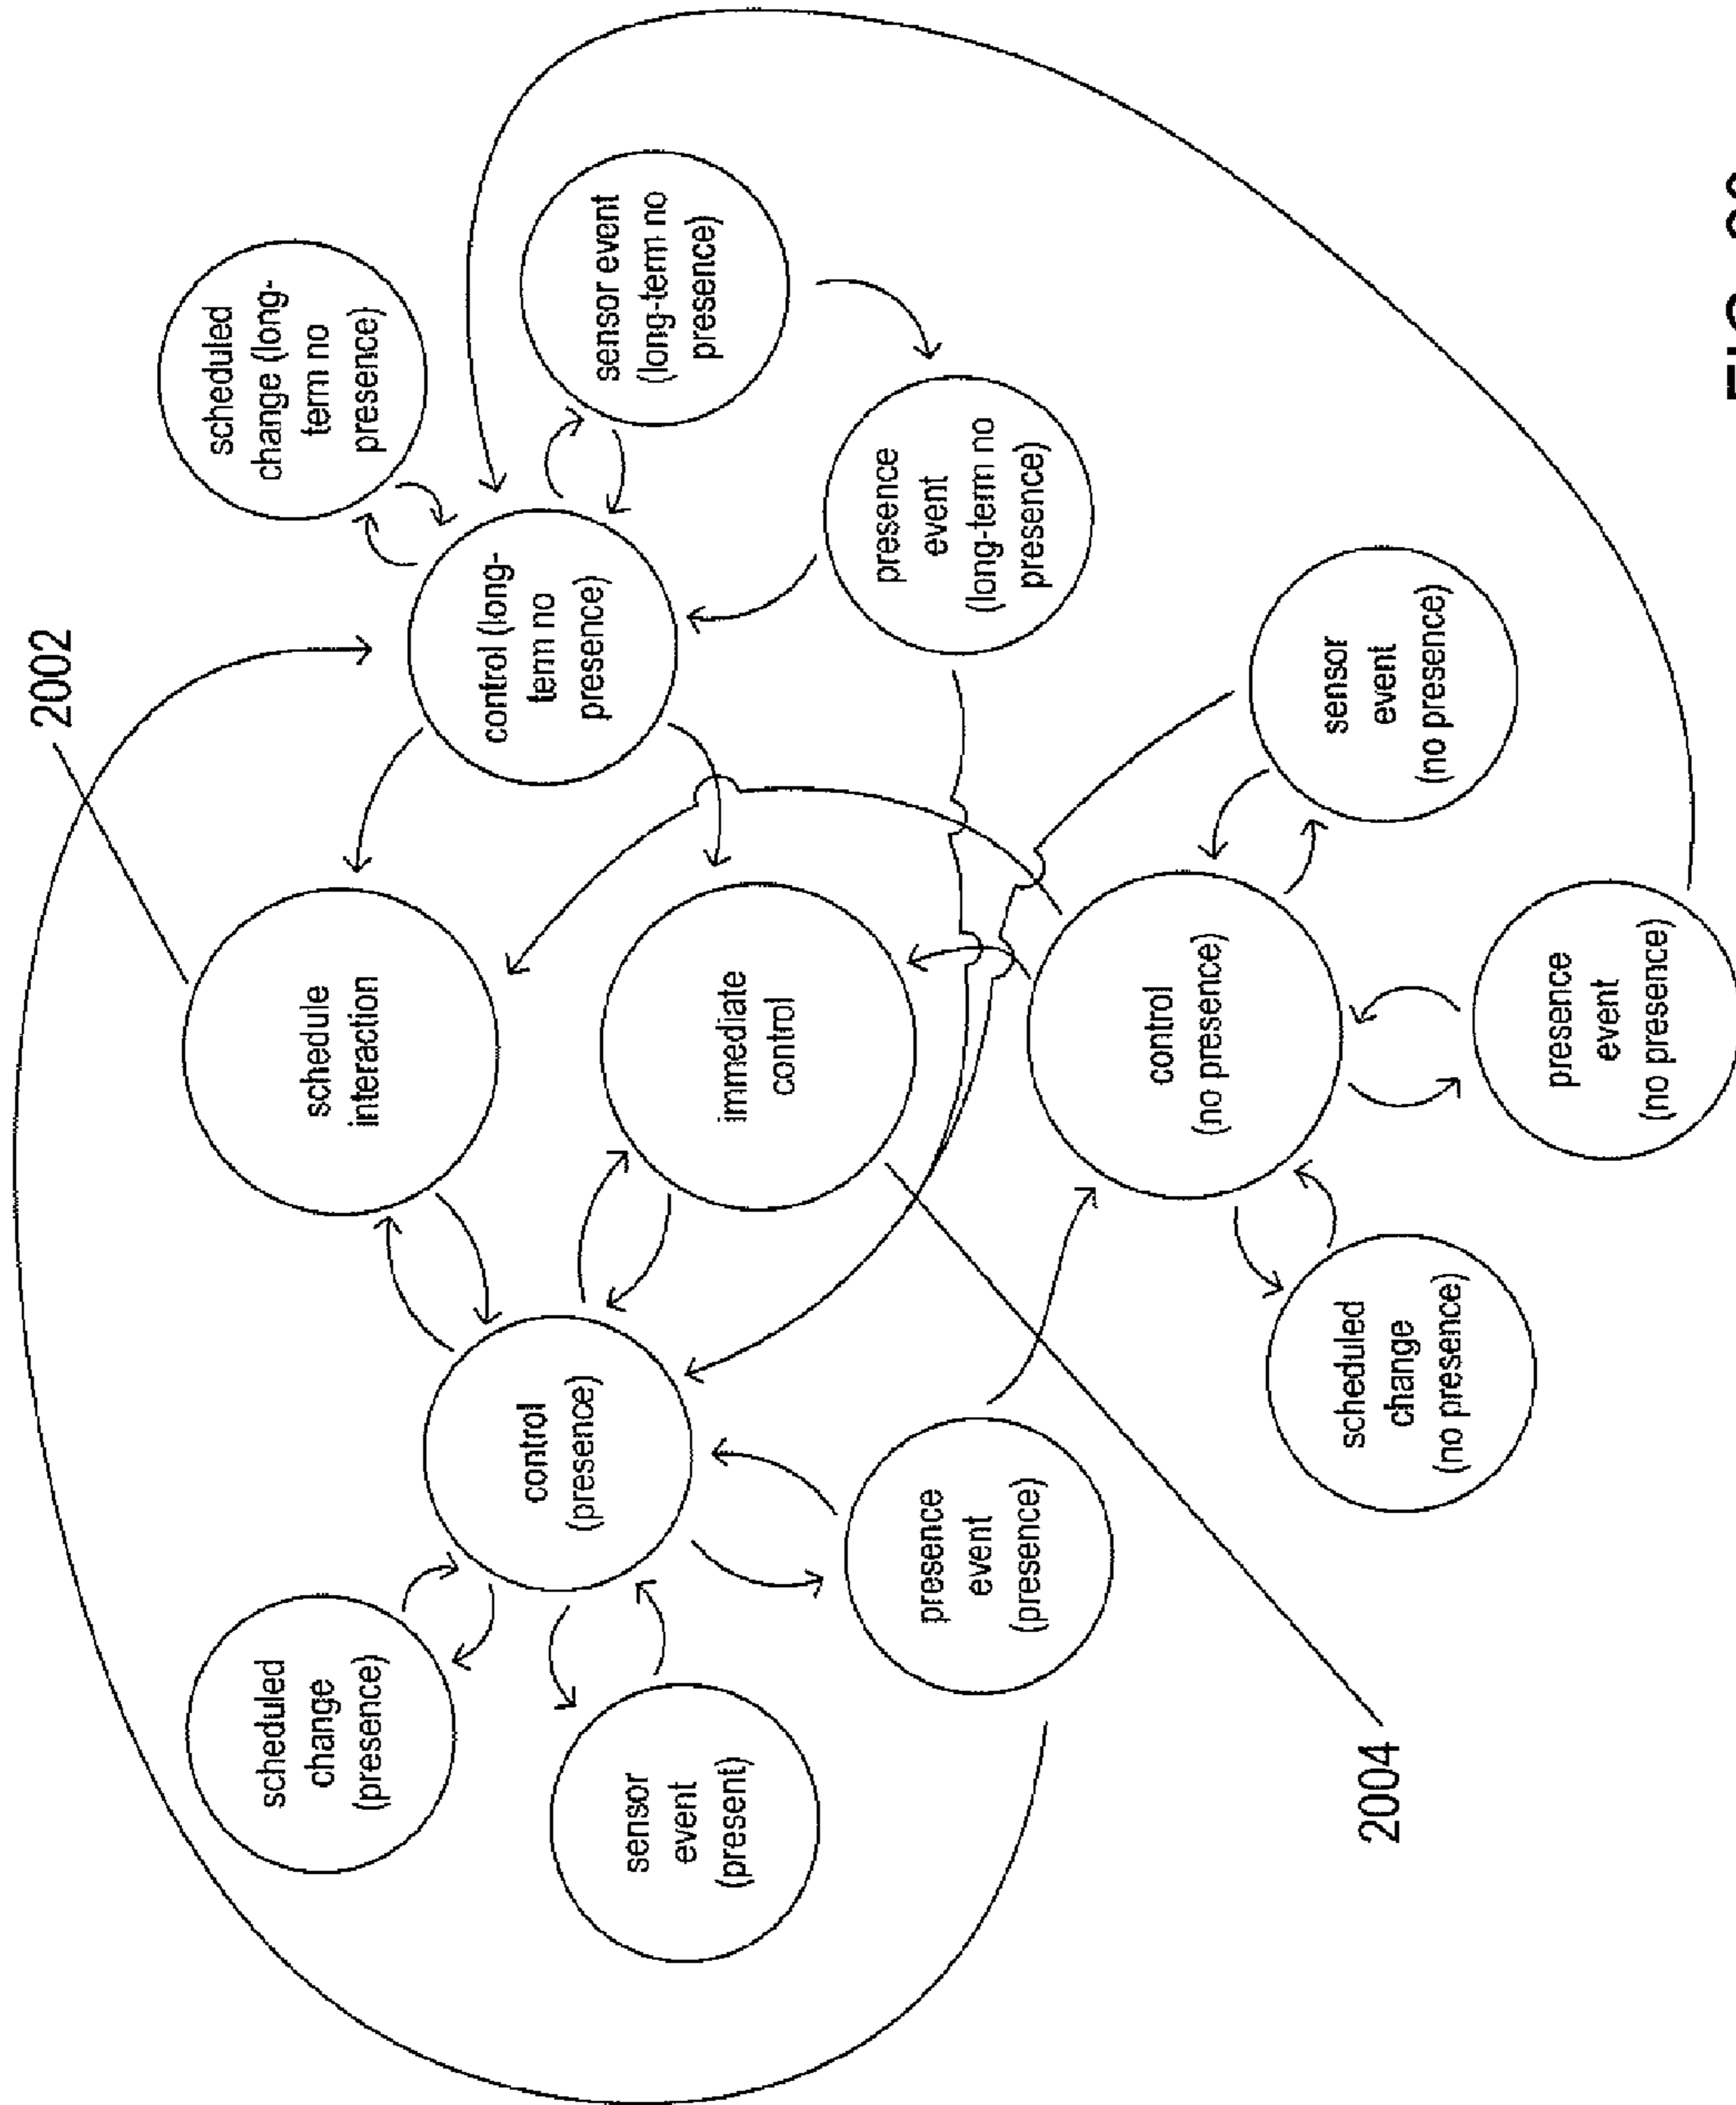 2002
scheduled
change (long-
term no
presence)
sensor event
(long-term no
presence)
control (long-
term no
presence)
presence
event
(long-term no
presence)
schedule
interaction
immediate
control
sensor
event
(no presence)
control
(no presence)
presence
event
(no presence)
control
(presence)
scheduled
change
(presence)
sensor
event
(present)
presence
event
(presence)
scheduled
change
(no presence)
2004